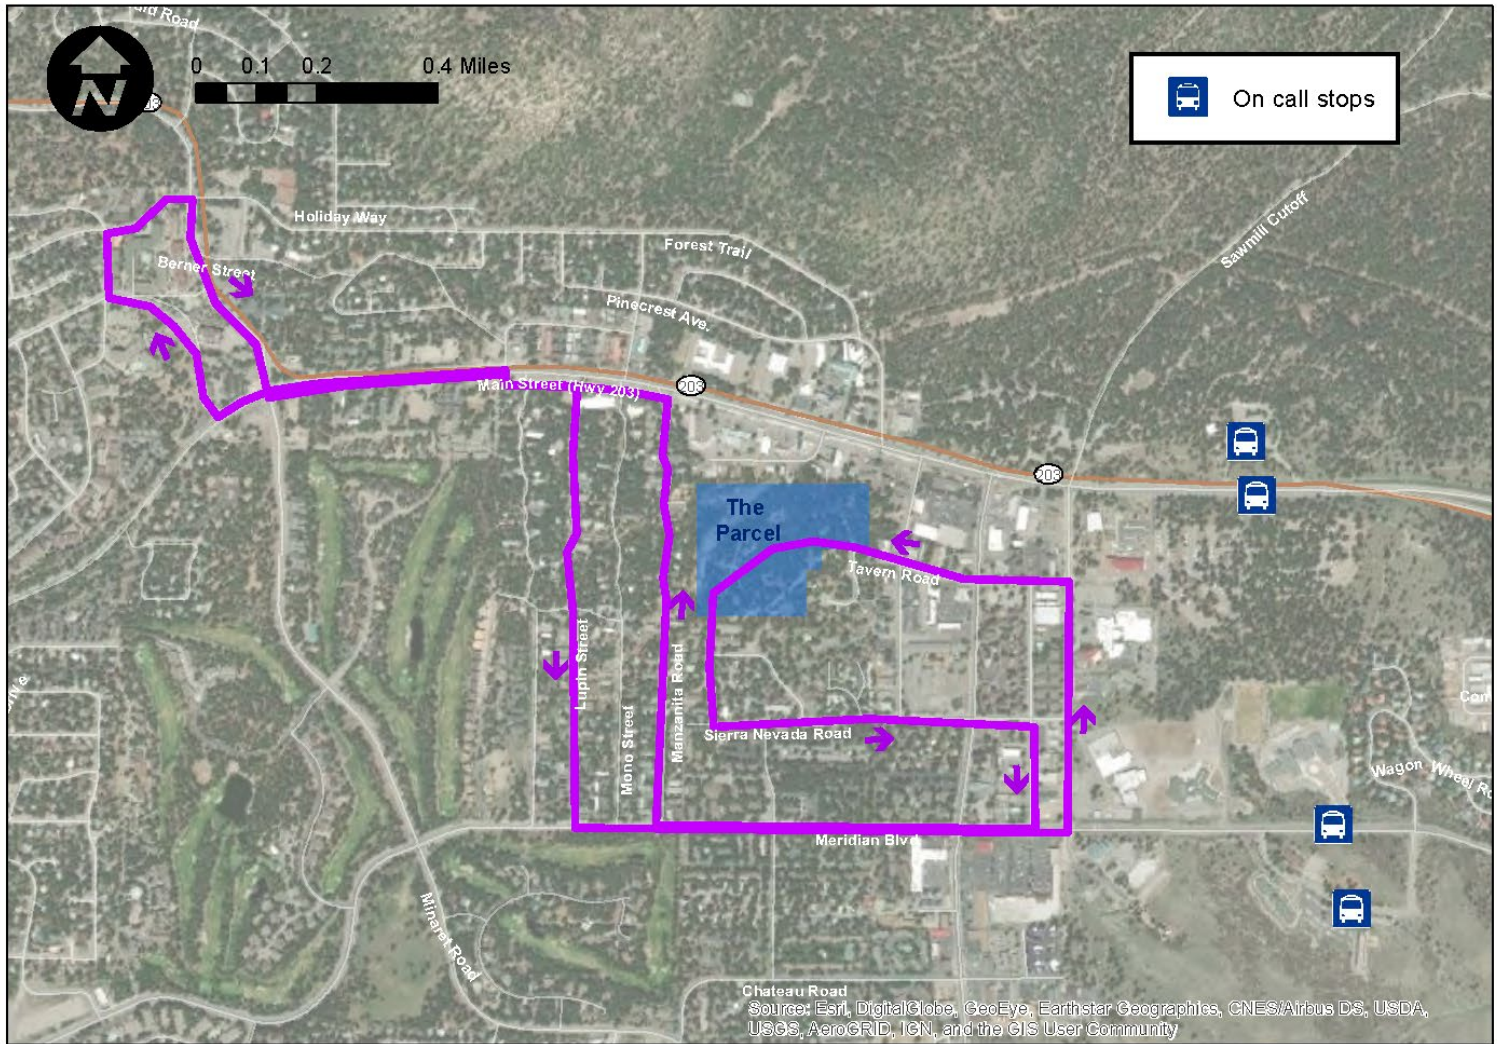 N
0 0.1 0.2 0.4 Miles
On call stops
Road
Holiday Way
Forest Trail
Sawmill Cutoff
Berner Street
Pinecrest Ave.
Main Street (Hwy 203)
203
203
The
Parcel
Tavern Road
Lupin Street
Manzanita Road
Mono Street
Sierra Nevada Road
Wagon Wheel
Meridian Blvd
Minaret Road
Chateau Road
Source: Esri, DigitalGlobe, GeoEye, Earthstar Geographics, CNES/Airbus DS, USDA,
USGS, AeroGRID, IGN, and the GIS User Community